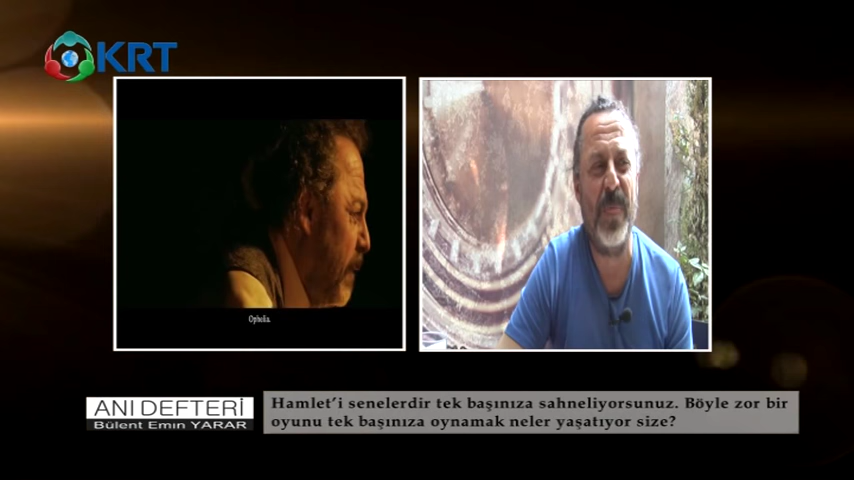 KRT
Ophelia.
ANI DEFTERİ
Bülent Emin YARAR
Hamlet'i senelerdir tek başınıza sahneliyorsunuz. Böyle zor bir
oyunu tek başınıza oynamak neler yaşatıyor size?